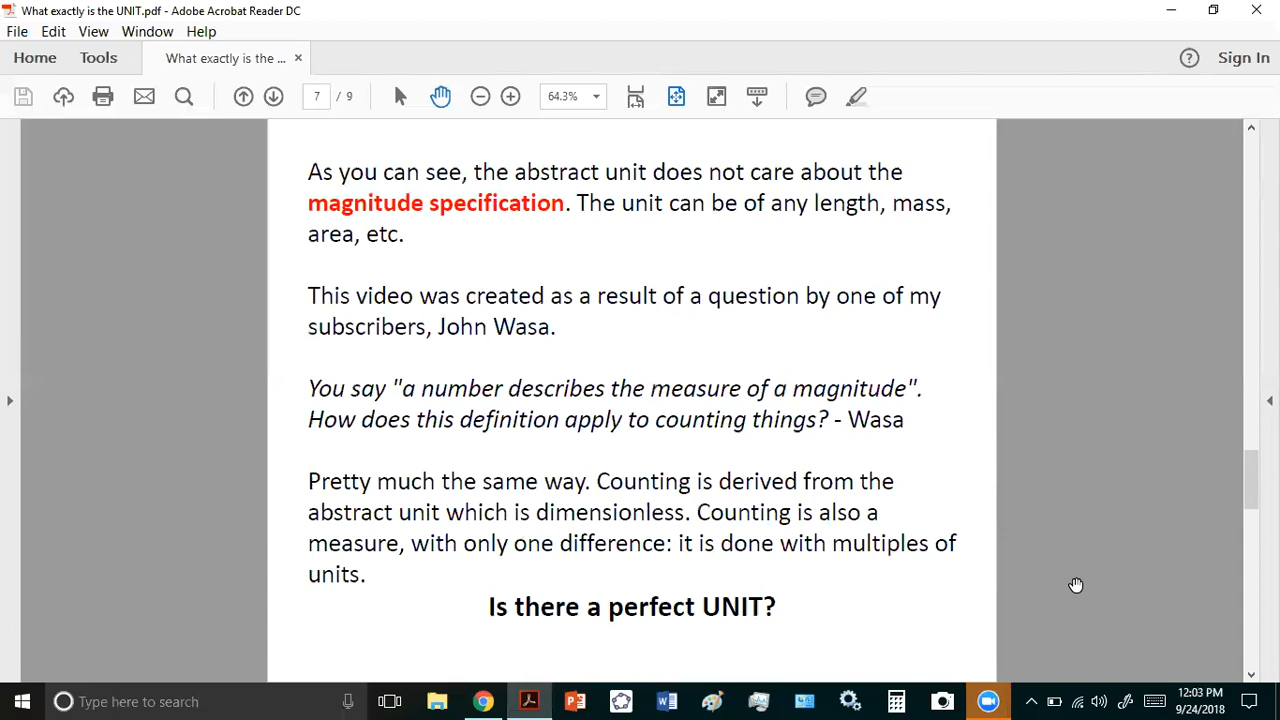 What exactly is the UNIT.pdf - Adobe Acrobat Reader DC
File Edit View Window Help
Home Tools What exactly is the ... × Sign In
7 / 9 64.3%
As you can see, the abstract unit does not care about the
magnitude specification. The unit can be of any length, mass,
area, etc.
This video was created as a result of a question by one of my
subscribers, John Wasa.
You say "a number describes the measure of a magnitude".
How does this definition apply to counting things? - Wasa
Pretty much the same way. Counting is derived from the
abstract unit which is dimensionless. Counting is also a
measure, with only one difference: it is done with multiples of
units.
Is there a perfect UNIT?
Type here to search
12:03 PM
9/24/2018